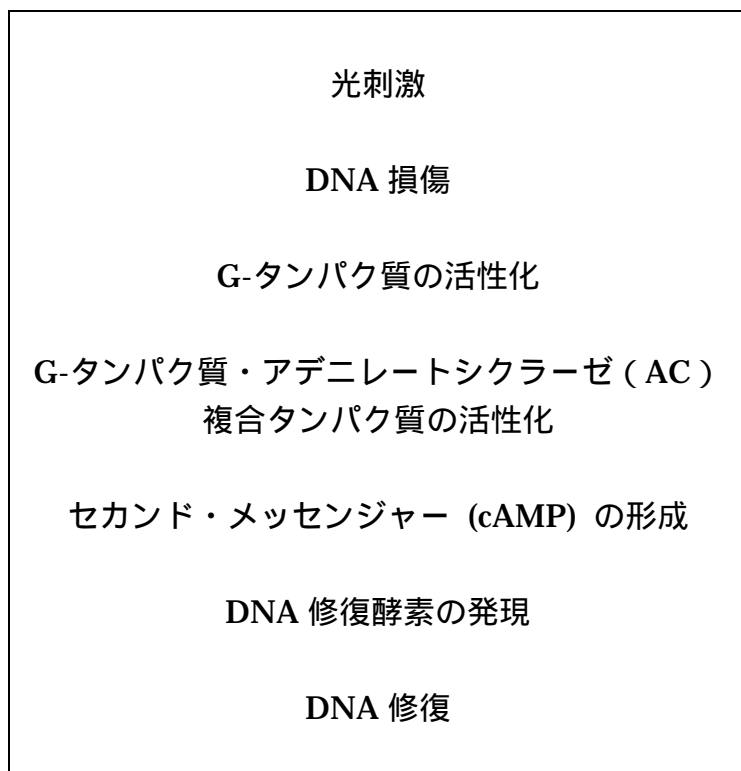 光刺激
DNA 損傷
G-タンパク質の活性化
G-タンパク質・アデニレートシクラーゼ ( AC )
複合タンパク質の活性化
セカンド・メッセンジャー (cAMP) の形成
DNA 修復酵素の発現
DNA 修復